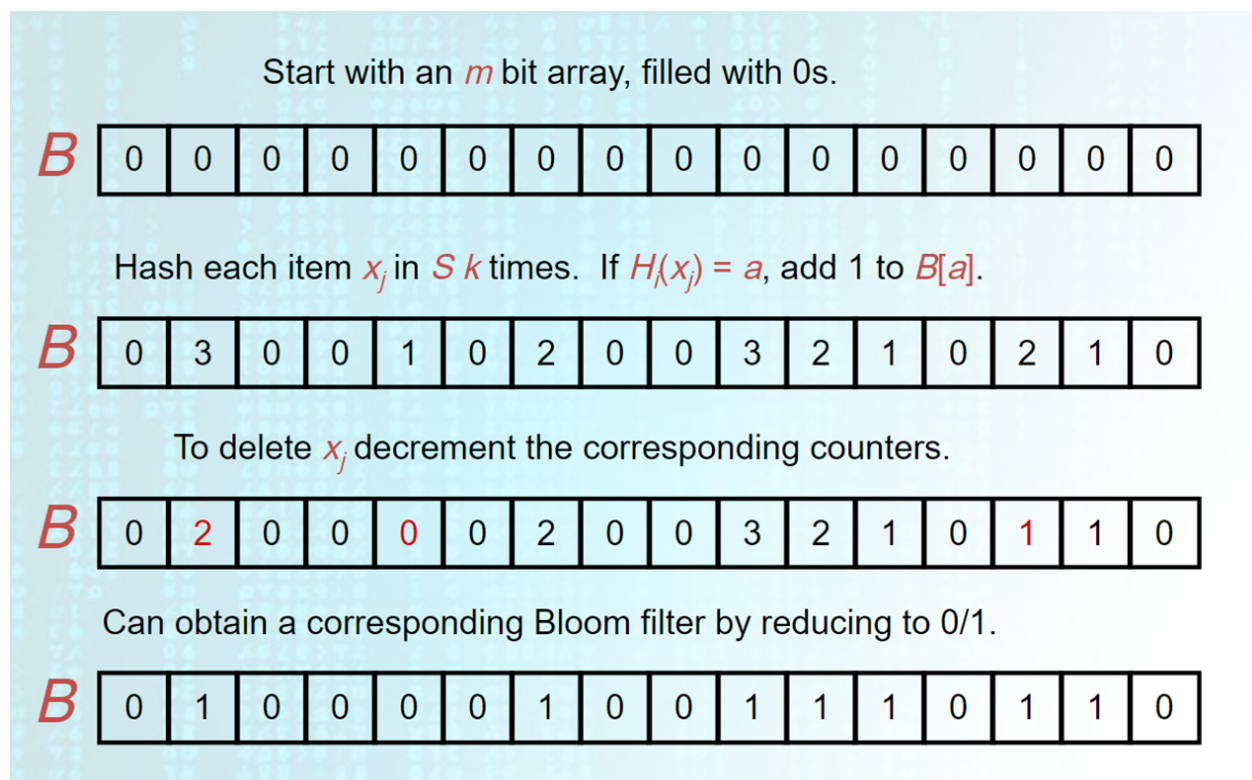 Start with an m bit array, filled with 0s.
B 0 0 0 0 0 0 0 0 0 0 0 0 0 0 0 0
Hash each item xj in S k times. If Hi(xj) = a, add 1 to B[a].
B 0 3 0 0 1 0 2 0 0 3 2 1 0 2 1 0
To delete xj decrement the corresponding counters.
B 0 2 0 0 0 0 2 0 0 3 2 1 0 1 1 0
Can obtain a corresponding Bloom filter by reducing to 0/1.
B 0 1 0 0 0 0 1 0 0 1 1 1 0 1 1 0